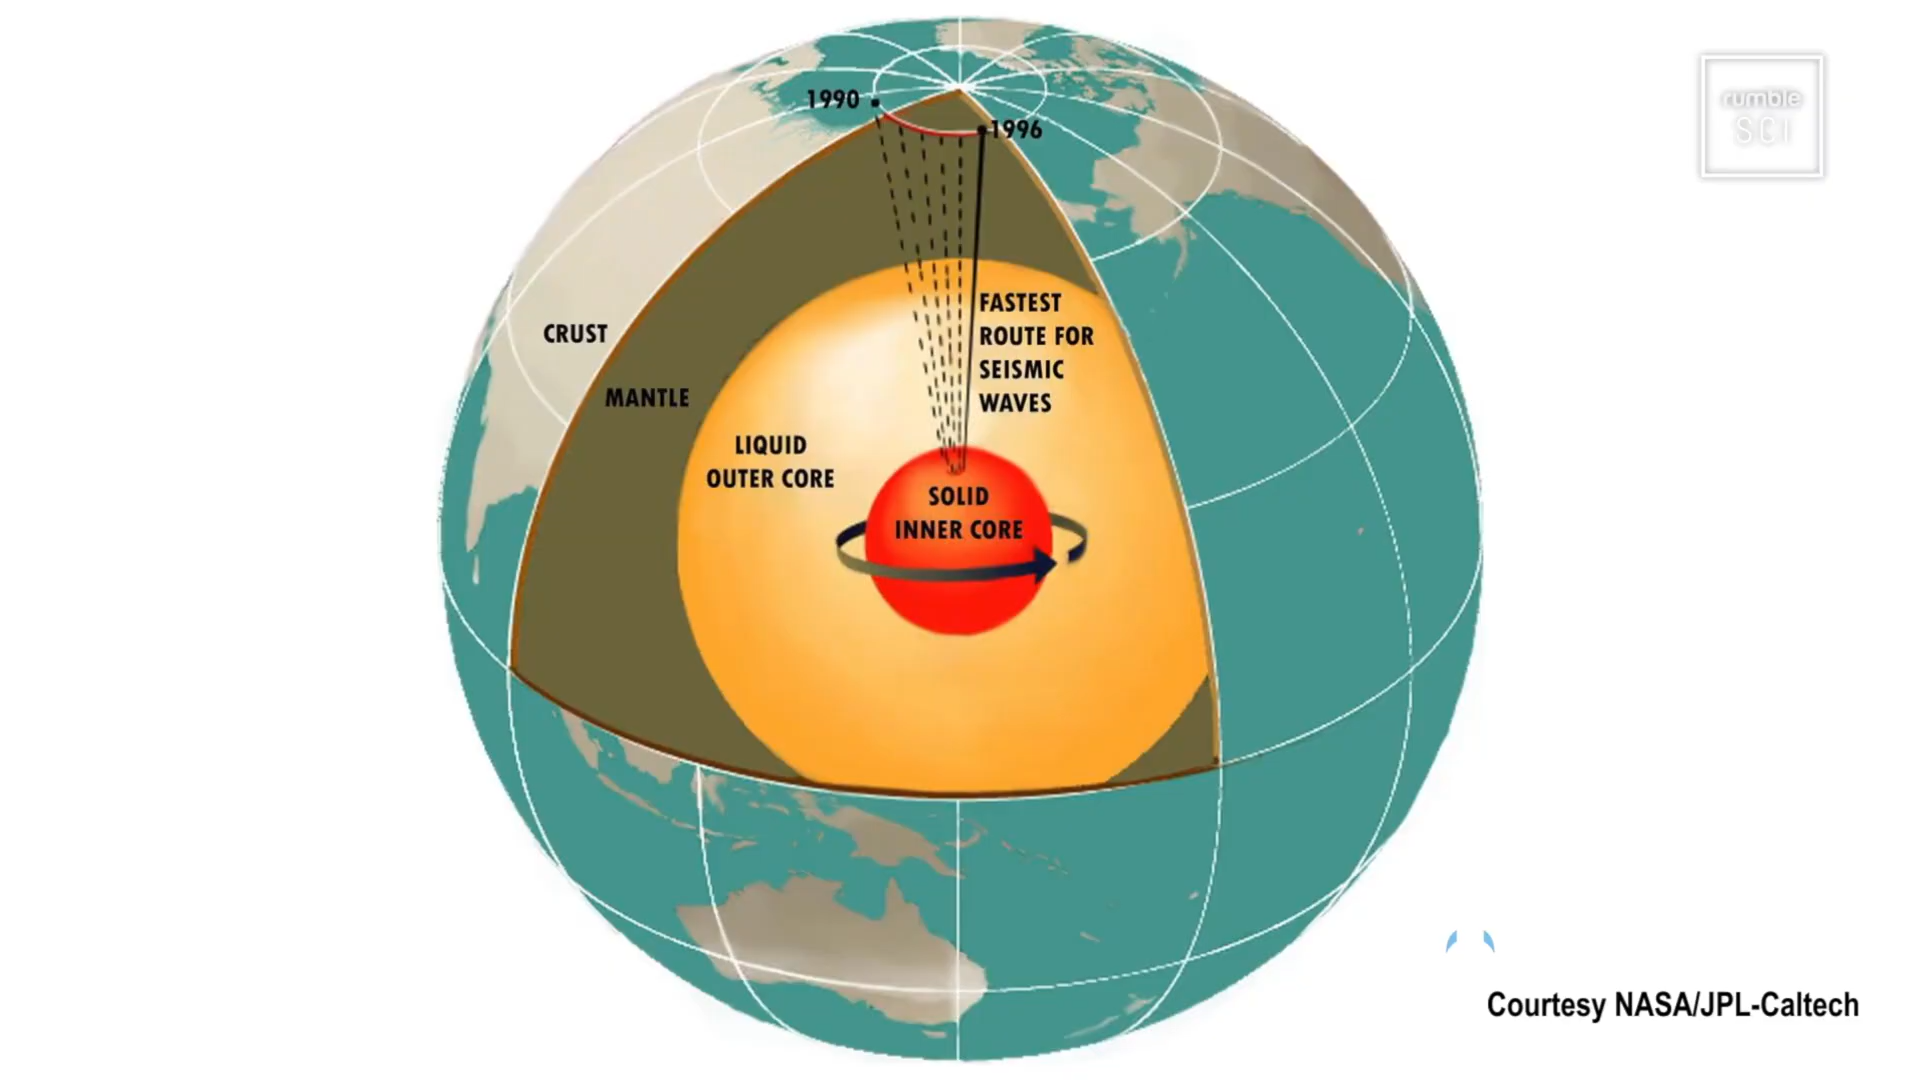 rumble
SCI
1990
1996
FASTEST
ROUTE FOR
SEISMIC
WAVES
CRUST
MANTLE
LIQUID
OUTER CORE
SOLID
INNER CORE
Courtesy NASA/JPL-Caltech